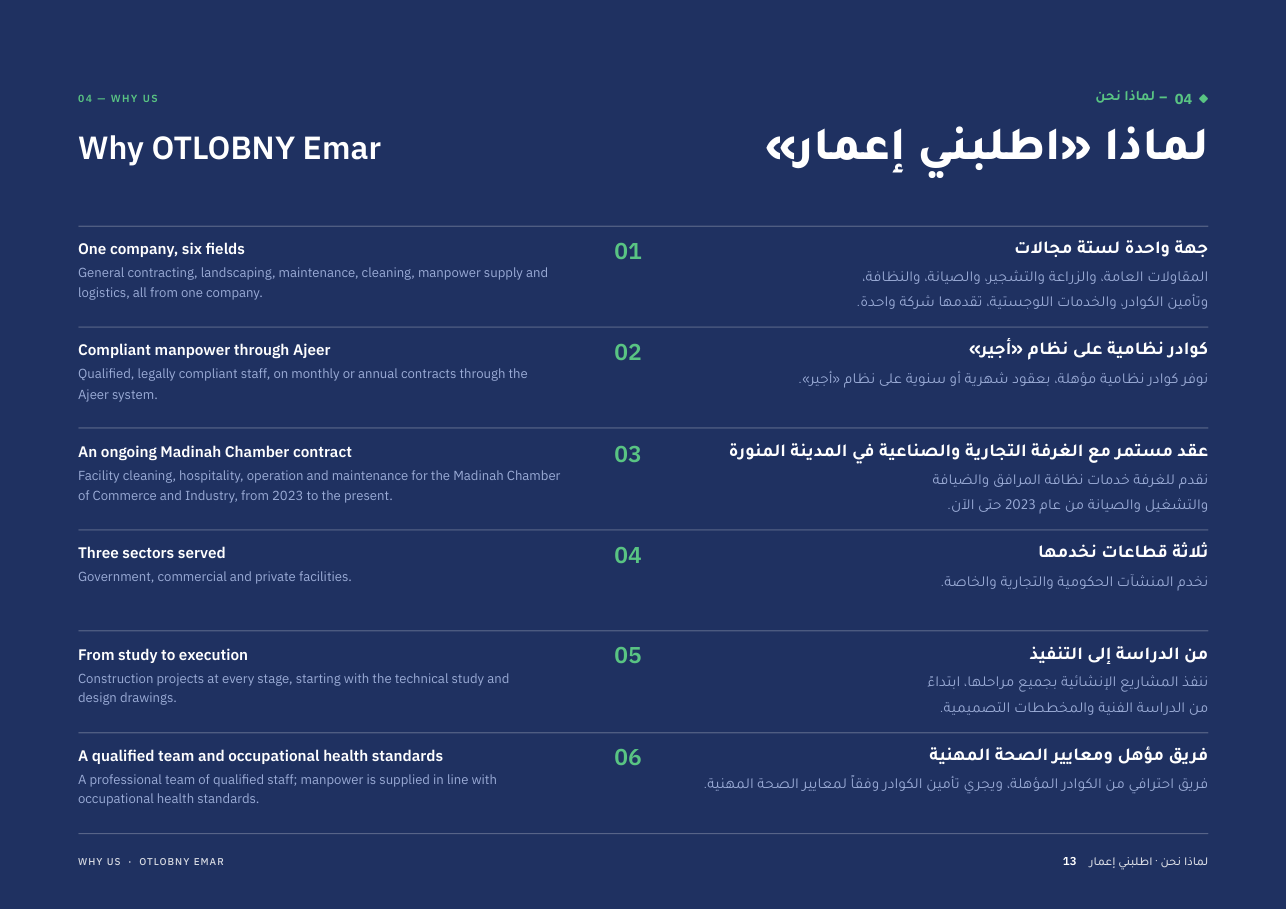 04 — WHY US
04 – لماذا نحن
Why OTLOBNY Emar
لماذا «اطلبني إعمار»
One company, six fields
General contracting, landscaping, maintenance, cleaning, manpower supply and
logistics, all from one company.
01
جهة واحدة لستة مجالات
المقاولات العامة، والزراعة والتشجير، والصيانة، والنظافة،
وتأمين الكوادر، والخدمات اللوجستية، تقدمها شركة واحدة.
Compliant manpower through Ajeer
Qualified, legally compliant staff, on monthly or annual contracts through the
Ajeer system.
02
كوادر نظامية على نظام «أجير»
نوفر كوادر نظامية مؤهلة، بعقود شهرية أو سنوية على نظام «أجير».
An ongoing Madinah Chamber contract
Facility cleaning, hospitality, operation and maintenance for the Madinah Chamber
of Commerce and Industry, from 2023 to the present.
03
عقد مستمر مع الغرفة التجارية والصناعية في المدينة المنورة
نقدم للغرفة خدمات نظافة المرافق والضيافة
والتشغيل والصيانة من عام 2023 حتى الآن.
Three sectors served
Government, commercial and private facilities.
04
ثلاثة قطاعات نخدمها
نخدم المنشآت الحكومية والتجارية والخاصة.
From study to execution
Construction projects at every stage, starting with the technical study and
design drawings.
05
من الدراسة إلى التنفيذ
ننفذ المشاريع الإنشائية بجميع مراحلها، ابتداءً
من الدراسة الفنية والمخططات التصميمية.
A qualified team and occupational health standards
A professional team of qualified staff; manpower is supplied in line with
occupational health standards.
06
فريق مؤهل ومعايير الصحة المهنية
فريق احترافي من الكوادر المؤهلة، ويجري تأمين الكوادر وفقاً لمعايير الصحة المهنية.
WHY US · OTLOBNY EMAR
لماذا نحن · اطلبني إعمار 13